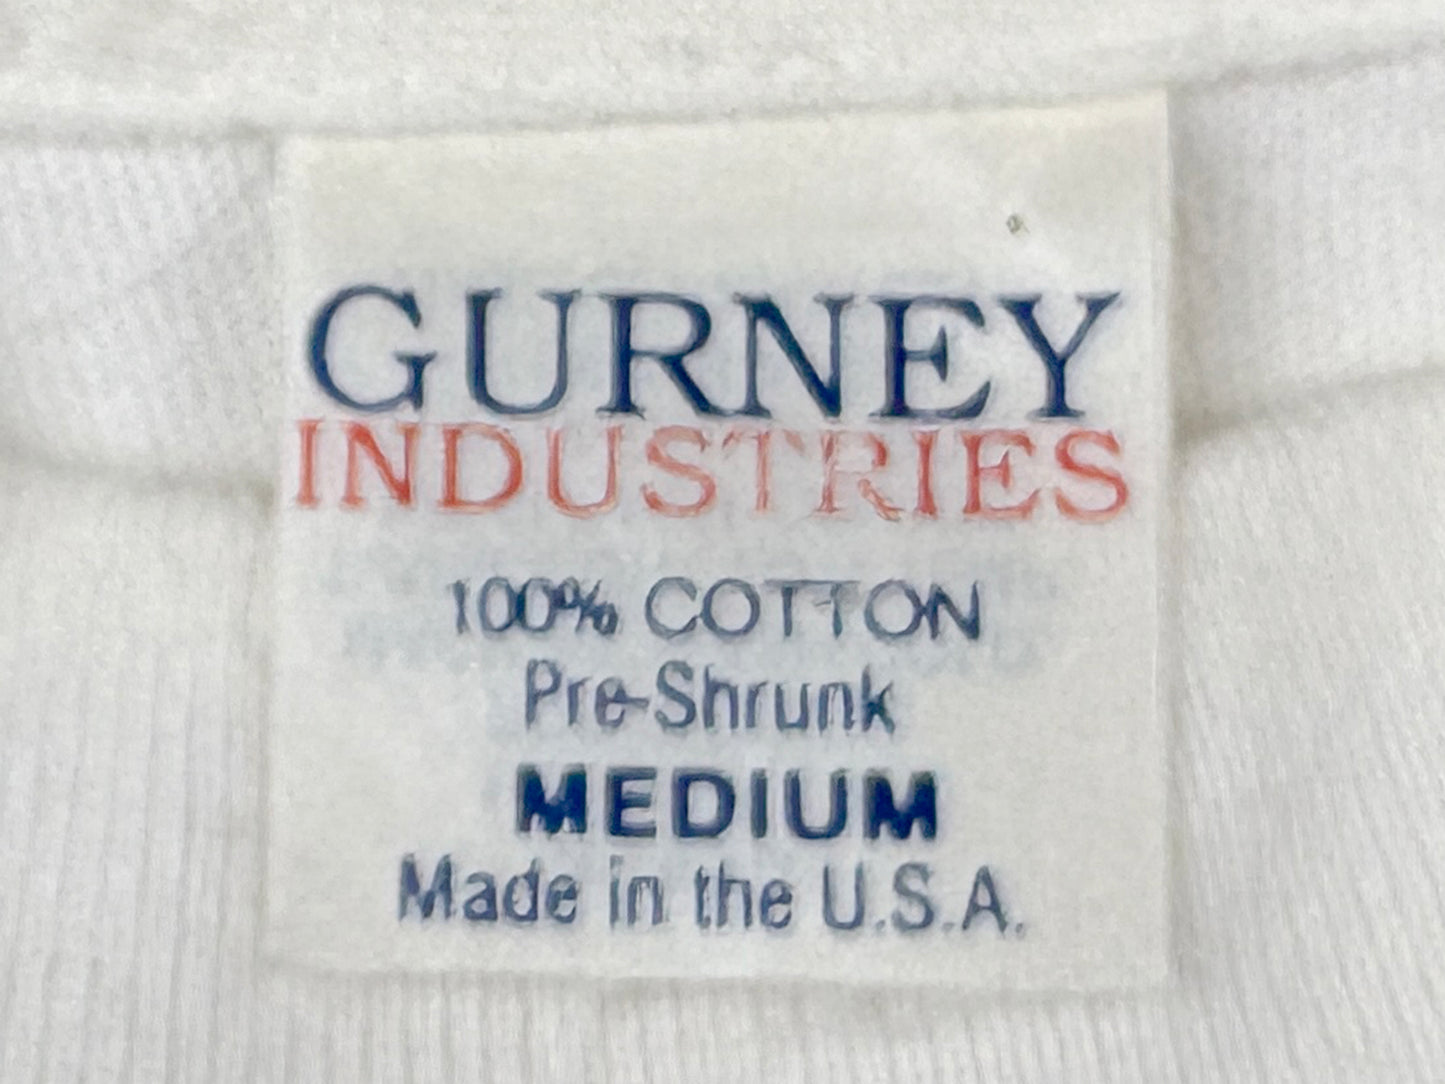 GURNEY
INDUSTRIES
100% COTTON
Pre-Shrunk
MEDIUM
Made in the U.S.A.